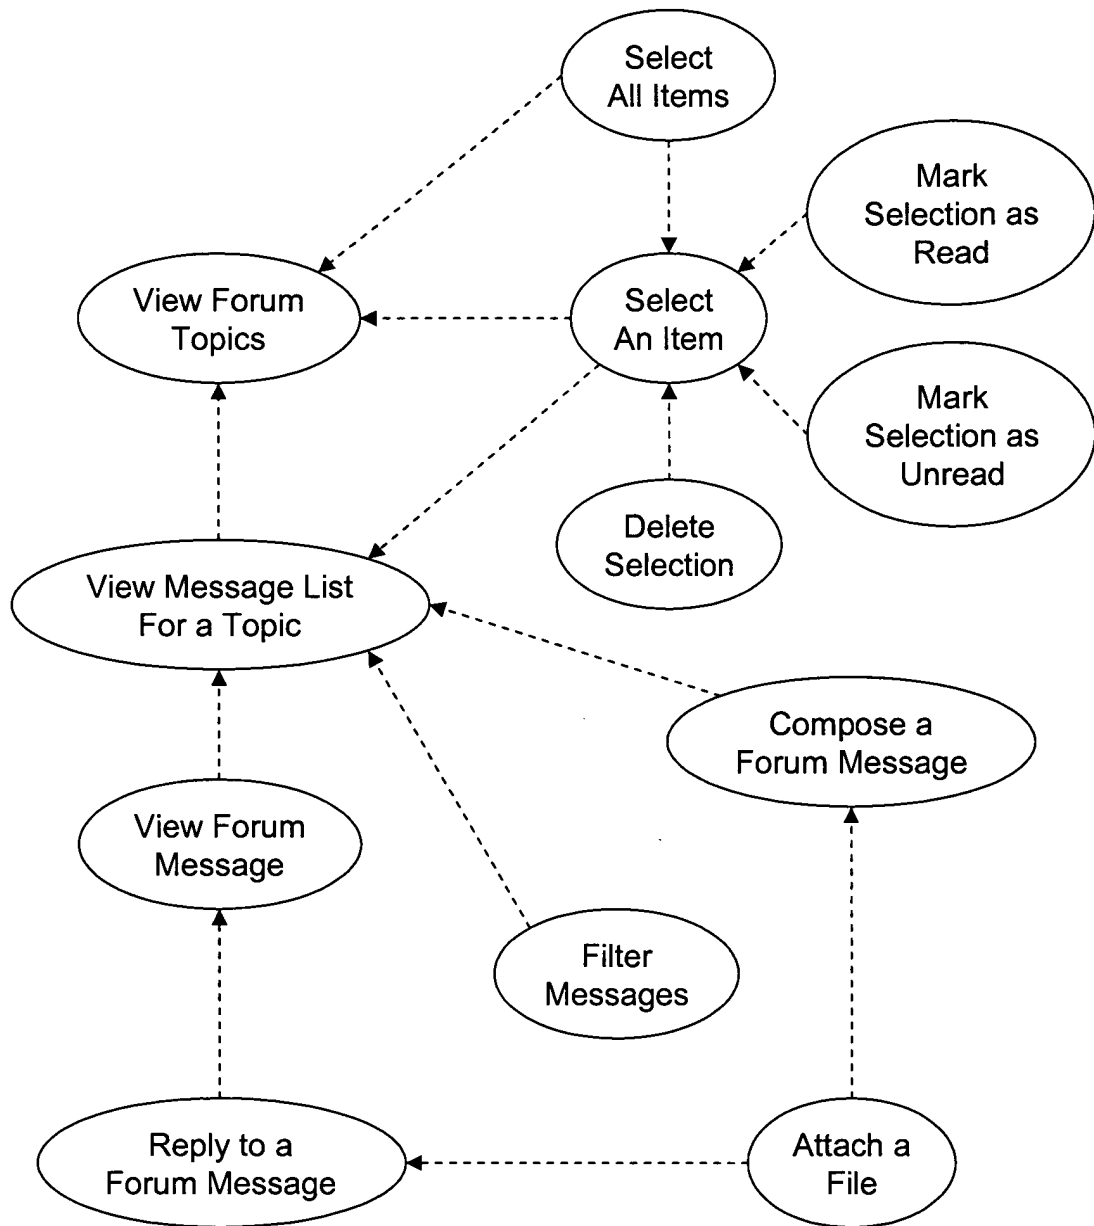 Select
All Items
Mark
Selection as
Read
View Forum
Topics
Select
An Item
Mark
Selection as
Unread
Delete
Selection
View Message List
For a Topic
Compose a
Forum Message
View Forum
Message
Filter
Messages
Reply to a
Forum Message
Attach a
File